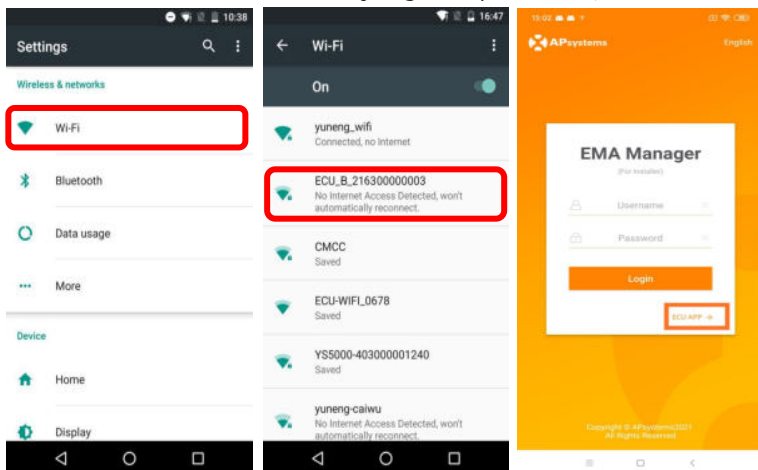 10:38
Settings
Wireless & networks
Wi-Fi
Bluetooth
Data usage
More
Device
Home
Display
16:47
Wi-Fi
On
yuneng_wifi
Connected, no Internet
ECU_B_216300000003
No Internet Access Detected, won't
automatically reconnect.
CMCC
Saved
ECU-WIFI_0678
Saved
YS5000-403000001240
Saved
yuneng-caiwu
No Internet Access Detected, won't
automatically reconnect.
13:02
APsystems
English
EMA Manager
(For Installer)
Username
Password
Login
ECU APP
Copyright © APsystems2021
All Rights Reserved